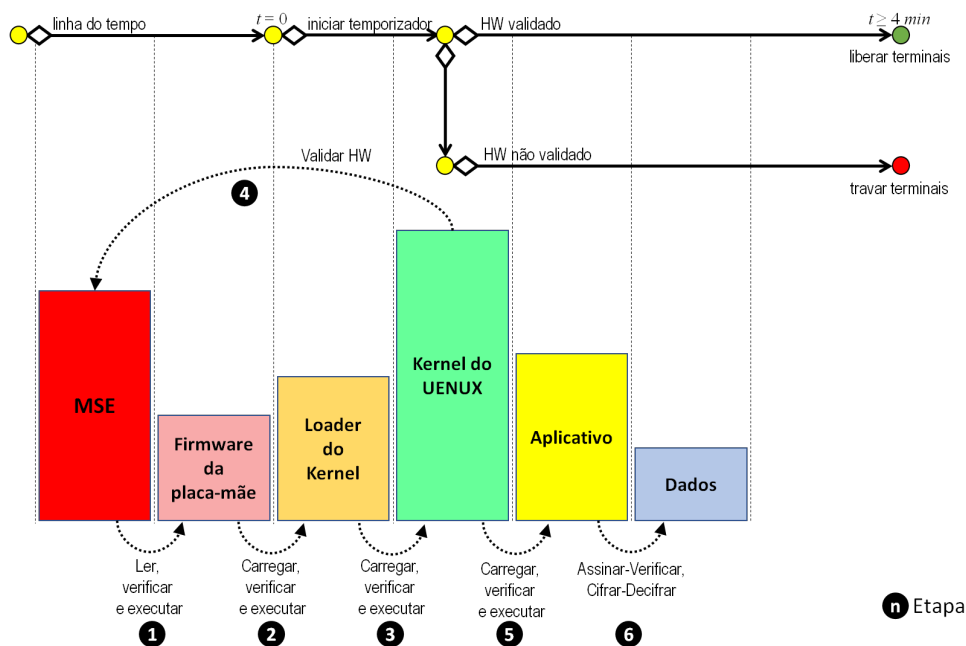 t = 0
t ≥ 4 min
linha do tempo
iniciar temporizador
HW validado
liberar terminais
Validar HW
HW não validado
travar terminais
4
MSE
Firmware
da
placa-mãe
Loader
do
Kernel
Kernel do
UENUX
Aplicativo
Dados
Ler,
verificar
e executar
1
Carregar,
verificar
e executar
2
Carregar,
verificar
e executar
3
Carregar,
verificar
e executar
5
Assinar-Verificar,
Cifrar-Decifrar
6
n Etapa